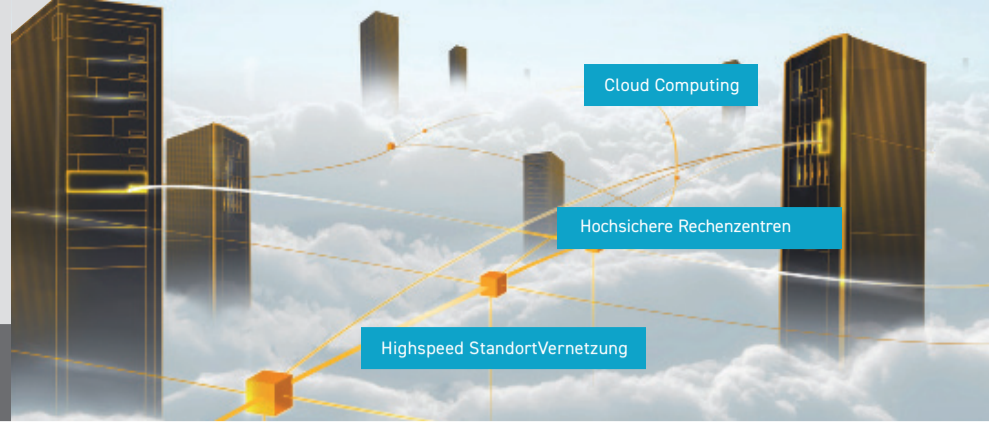 Cloud Computing
Hochsichere Rechenzentren
Highspeed StandortVernetzung